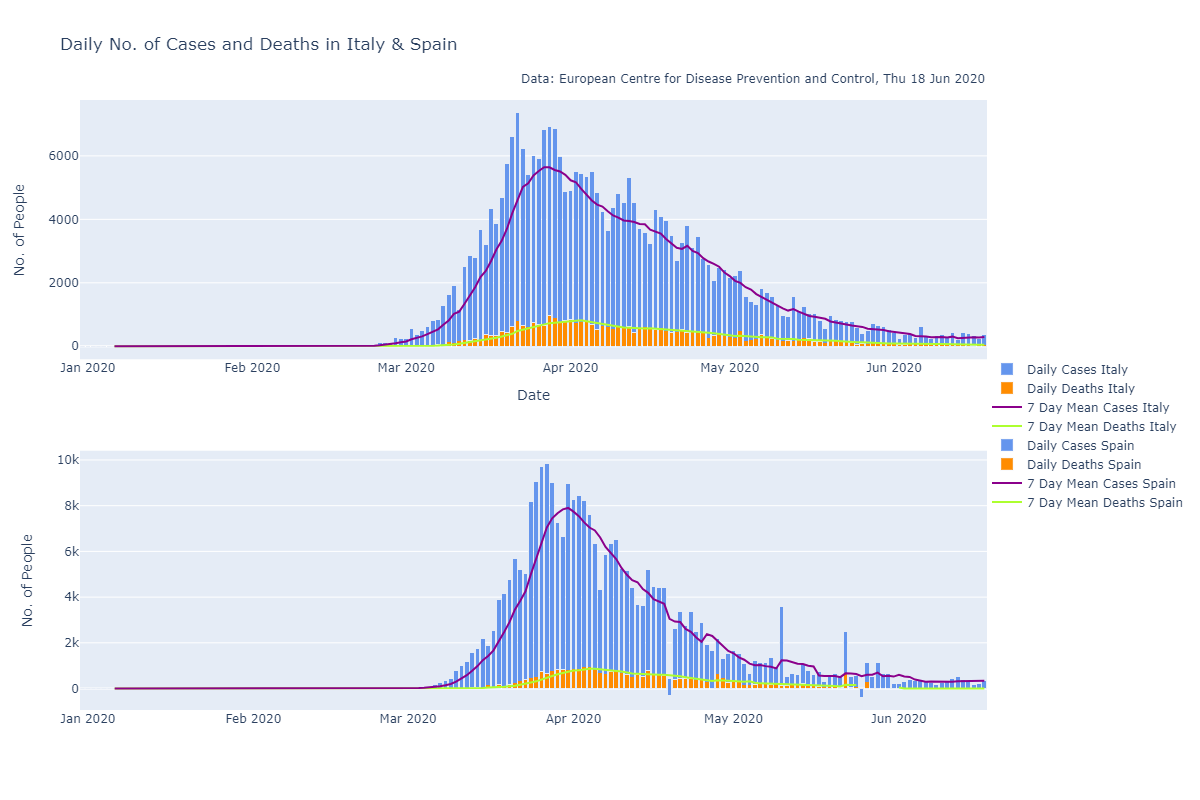 Daily No. of Cases and Deaths in Italy & Spain
Data: European Centre for Disease Prevention and Control, Thu 18 Jun 2020
No. of People
6000
4000
2000
0
Jan 2020 Feb 2020 Mar 2020 Apr 2020 May 2020 Jun 2020
Date
Daily Cases Italy
Daily Deaths Italy
7 Day Mean Cases Italy
7 Day Mean Deaths Italy
Daily Cases Spain
Daily Deaths Spain
7 Day Mean Cases Spain
7 Day Mean Deaths Spain
No. of People
10k
8k
6k
4k
2k
0
Jan 2020 Feb 2020 Mar 2020 Apr 2020 May 2020 Jun 2020